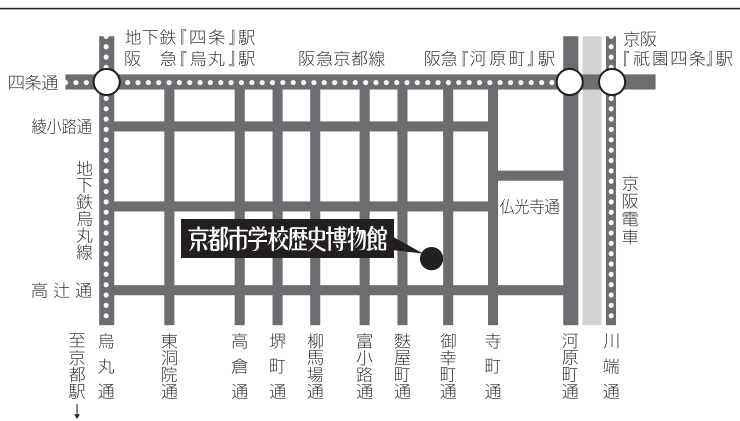 地下鉄『四条』駅
阪　急『烏丸』駅
阪急京都線
阪急『河原町』駅
京阪
『祇園四条』駅
四条通
綾小路通
地下鉄烏丸線
仏光寺通
京阪電車
京都市学校歴史博物館
高辻通
至京都駅
烏丸通
東洞院通
高倉通
堺町通
柳馬場通
富小路通
麩屋町通
御幸町通
寺町通
河原町通
川端通